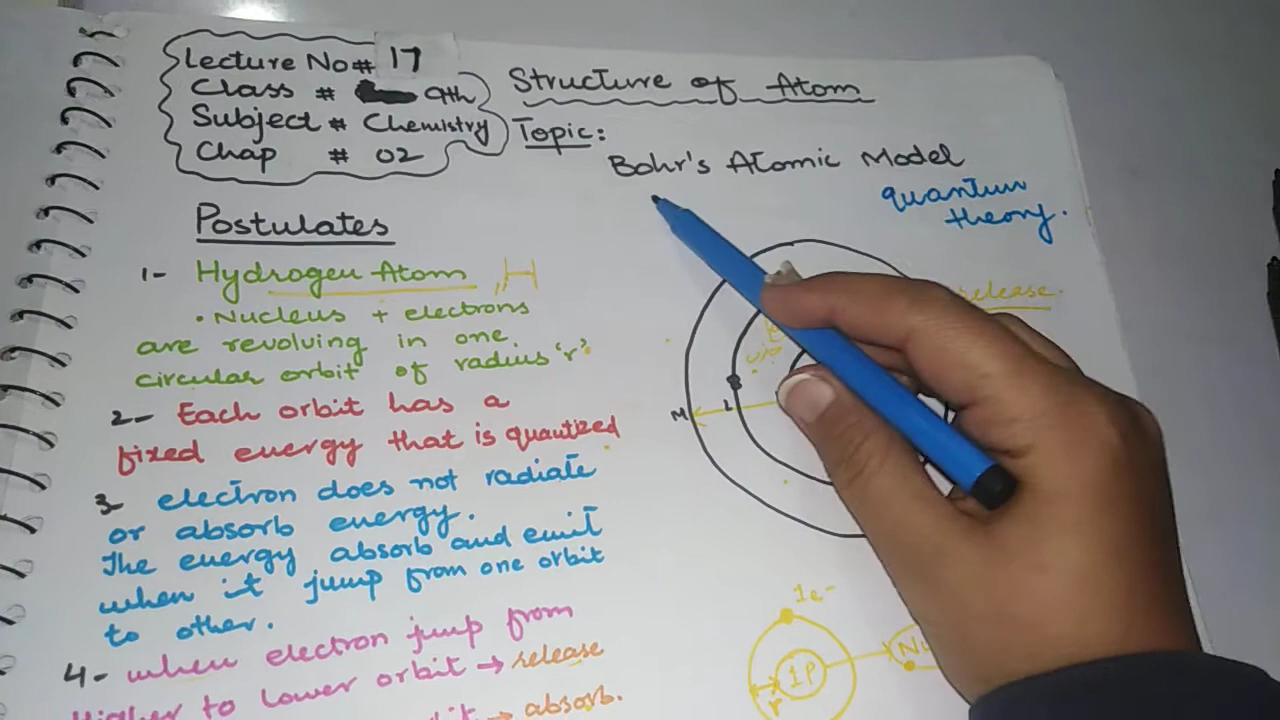 Lecture No# 17
Class # 9th
Subject # Chemistry
Chap # 02
Structure of Atom
Topic:
Bohr's Atomic Model
quantum
theory.
Postulates
1- Hydrogen Atom H
• Nucleus + electrons
are revolving in one
circular orbit of radius 'r'
2- Each orbit has a
fixed energy that is quantized
3- electron does not radiate
or absorb energy.
The energy absorb and emit
when it jump from one orbit
to other.
4- when electron jump from
Higher to lower orbit → release
→ absorb.
release
M
L
1e-
1P
r